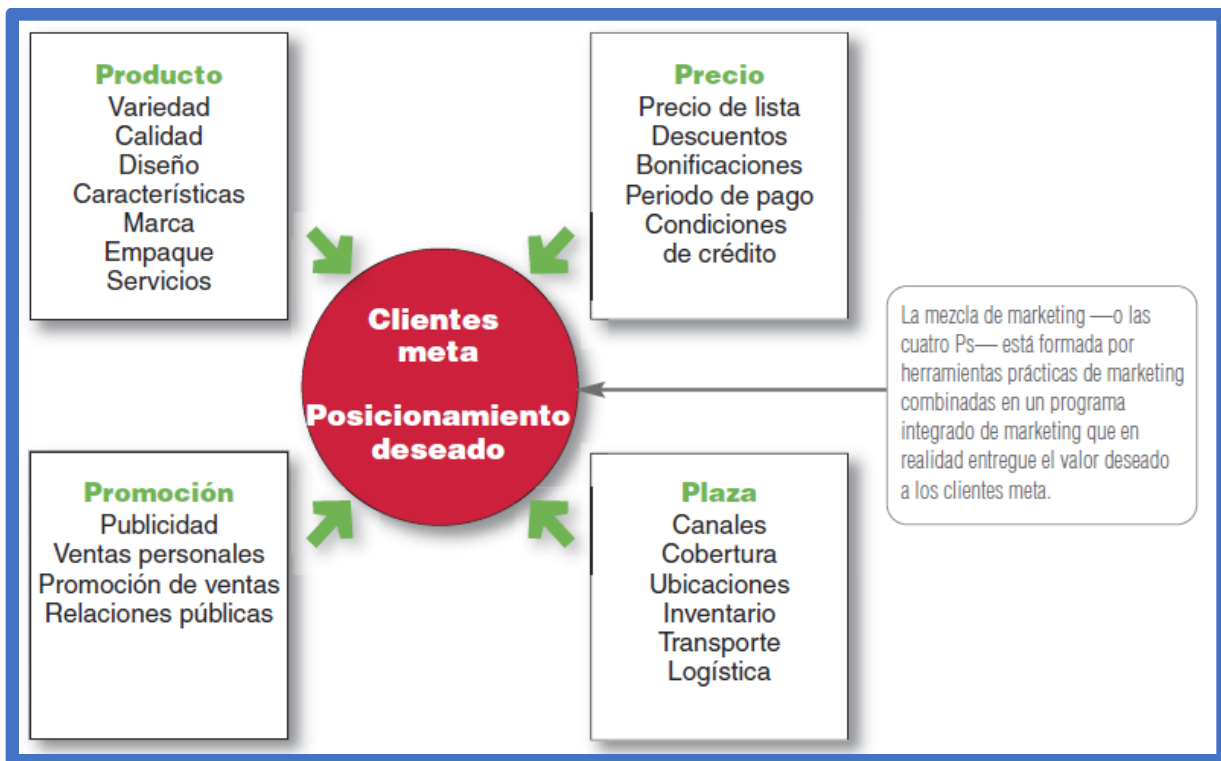 Producto
Variedad
Calidad
Diseño
Características
Marca
Empaque
Servicios
Precio
Precio de lista
Descuentos
Bonificaciones
Periodo de pago
Condiciones
de crédito
Clientes
meta
Posicionamiento
deseado
La mezcla de marketing —o las
cuatro Ps— está formada por
herramientas prácticas de marketing
combinadas en un programa
integrado de marketing que en
realidad entregue el valor deseado
a los clientes meta.
Promoción
Publicidad
Ventas personales
Promoción de ventas
Relaciones públicas
Plaza
Canales
Cobertura
Ubicaciones
Inventario
Transporte
Logística